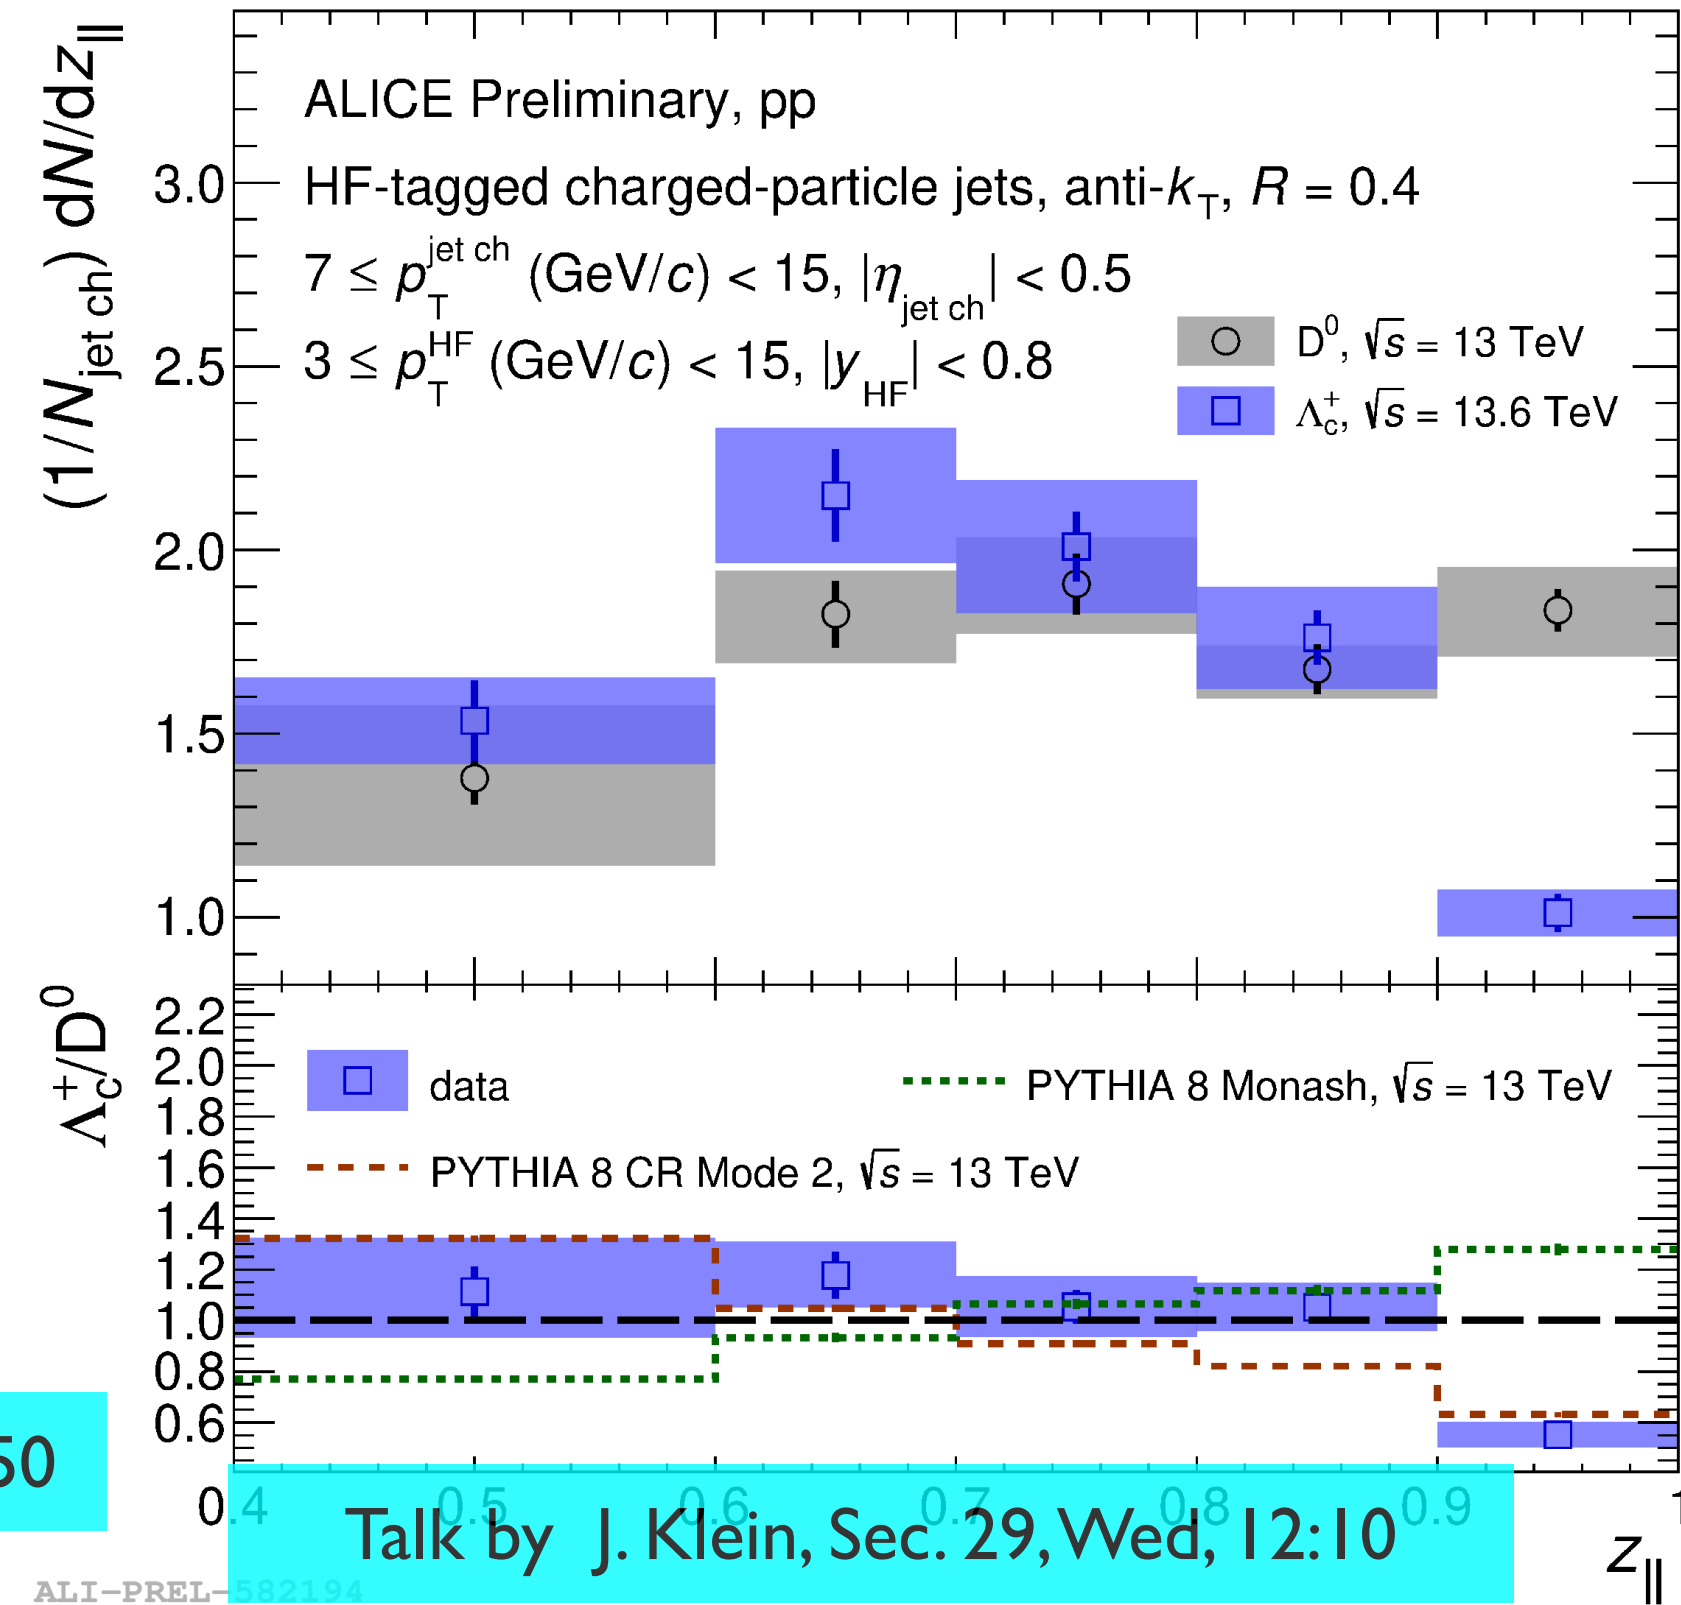 (1/N_jet ch) dN/dz_||
ALICE Preliminary, pp
HF-tagged charged-particle jets, anti-k_T, R = 0.4
7 ≤ p_T^jet ch (GeV/c) < 15, |η_jet ch| < 0.5
3 ≤ p_T^HF (GeV/c) < 15, |y_HF| < 0.8
D⁰, √s = 13 TeV
Λ_c^+, √s = 13.6 TeV
3.0
2.5
2.0
1.5
1.0
Λ_c^+/D⁰
2.2
2.0
1.8
1.6
1.4
1.2
1.0
0.8
0.6
data
PYTHIA 8 Monash, √s = 13 TeV
PYTHIA 8 CR Mode 2, √s = 13 TeV
50
0.4 0.5 0.6 0.7 0.8 0.9 1
Talk by J. Klein, Sec. 29, Wed, 12:10
z_||
ALI-PREL-582194